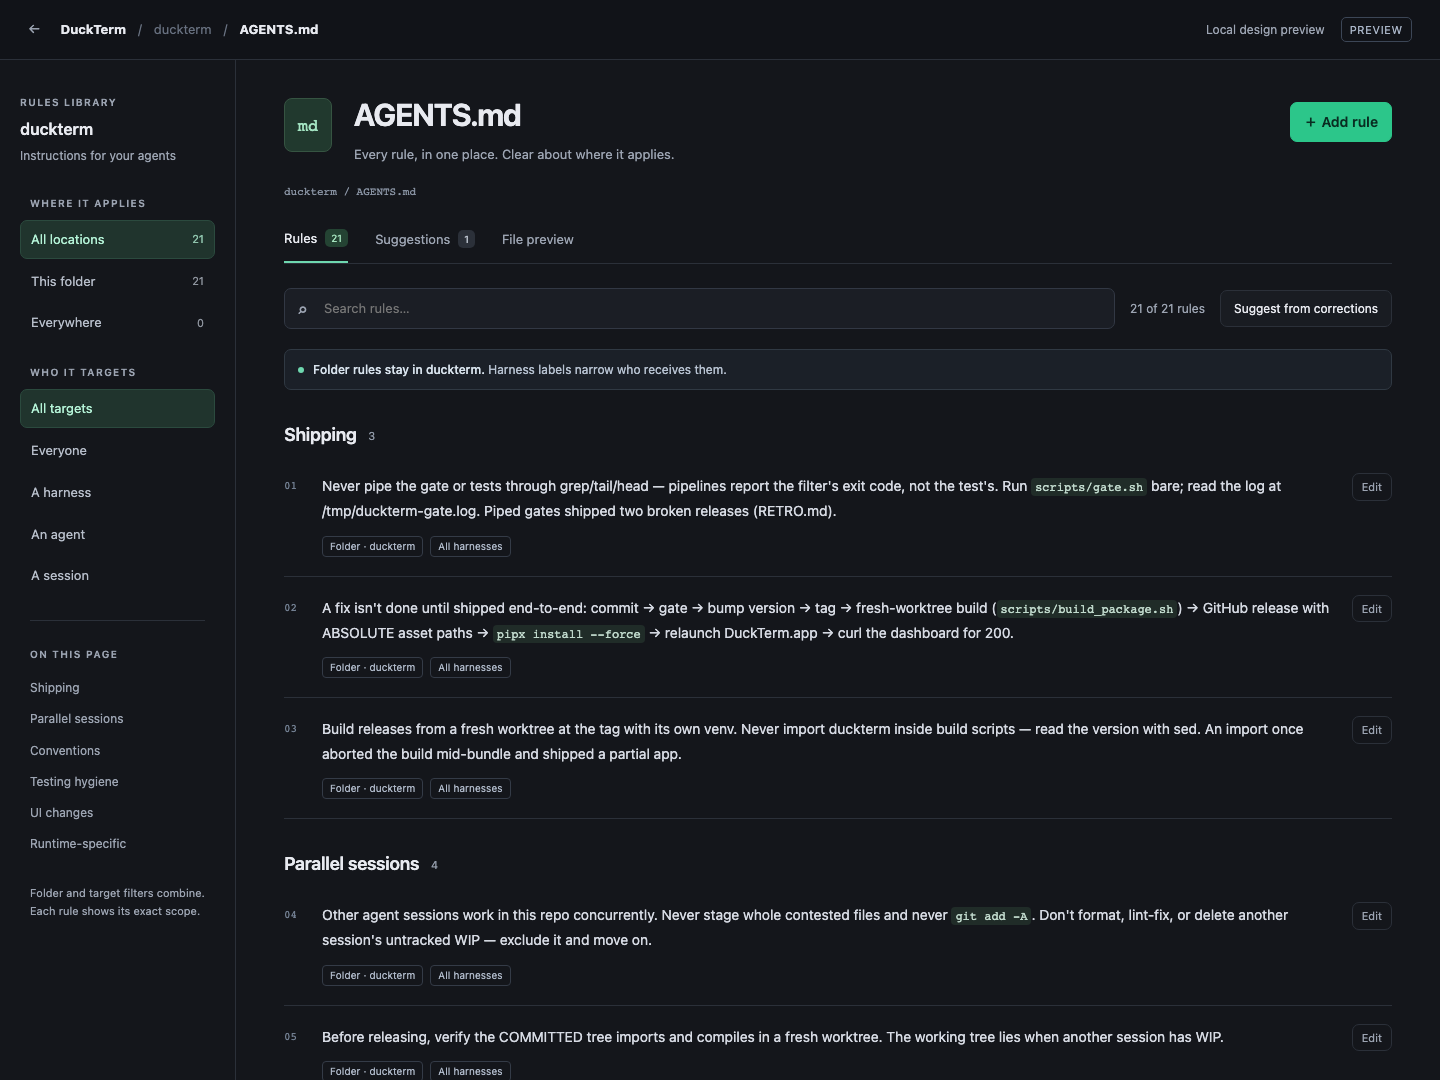 ← DuckTerm / duckterm / AGENTS.md
Local design preview PREVIEW
RULES LIBRARY
duckterm
Instructions for your agents
WHERE IT APPLIES
All locations 21
This folder 21
Everywhere 0
WHO IT TARGETS
All targets
Everyone
A harness
An agent
A session
ON THIS PAGE
Shipping
Parallel sessions
Conventions
Testing hygiene
UI changes
Runtime-specific
Folder and target filters combine.
Each rule shows its exact scope.
md
AGENTS.md
Every rule, in one place. Clear about where it applies.
+ Add rule
duckterm / AGENTS.md
Rules 21 Suggestions 1 File preview
Search rules...
21 of 21 rules
Suggest from corrections
Folder rules stay in duckterm. Harness labels narrow who receives them.
Shipping 3
01 Never pipe the gate or tests through grep/tail/head — pipelines report the filter's exit code, not the test's. Run scripts/gate.sh bare; read the log at
/tmp/duckterm-gate.log. Piped gates shipped two broken releases (RETRO.md).
Edit
Folder · duckterm All harnesses
02 A fix isn't done until shipped end-to-end: commit → gate → bump version → tag → fresh-worktree build (scripts/build_package.sh) → GitHub release with
ABSOLUTE asset paths → pipx install --force → relaunch DuckTerm.app → curl the dashboard for 200.
Edit
Folder · duckterm All harnesses
03 Build releases from a fresh worktree at the tag with its own venv. Never import duckterm inside build scripts — read the version with sed. An import once
aborted the build mid-bundle and shipped a partial app.
Edit
Folder · duckterm All harnesses
Parallel sessions 4
04 Other agent sessions work in this repo concurrently. Never stage whole contested files and never git add -A. Don't format, lint-fix, or delete another
session's untracked WIP — exclude it and move on.
Edit
Folder · duckterm All harnesses
05 Before releasing, verify the COMMITTED tree imports and compiles in a fresh worktree. The working tree lies when another session has WIP.
Edit
Folder · duckterm All harnesses